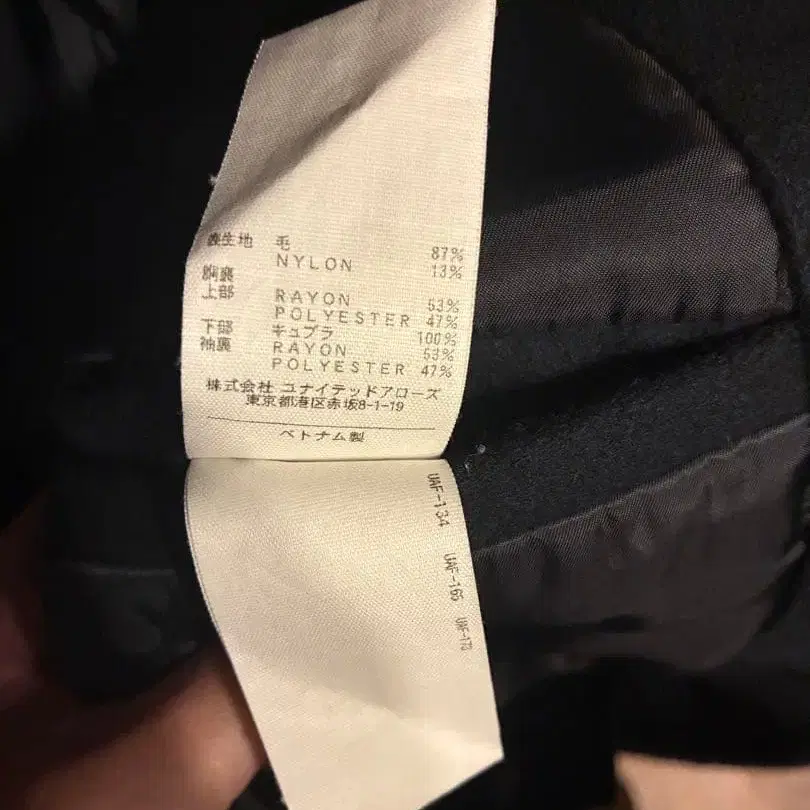 表生地 毛 87%
NYLON 13%
胸裏
上部 RAYON 53%
POLYESTER 47%
下部 キュプラ 100%
袖裏 RAYON 53%
POLYESTER 47%
株式会社 ユナイテッドアローズ
東京都港区赤坂8-1-19
ベトナム製
UAF-134
UAF-165
UAF-173